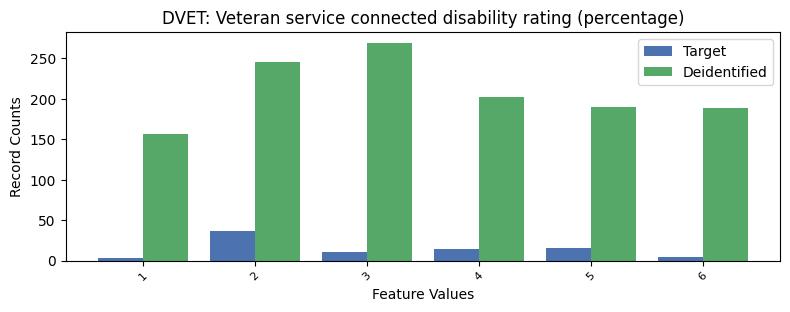 DVET: Veteran service connected disability rating (percentage)
Target
Deidentified
Record Counts
250
200
150
100
50
0
1 2 3 4 5 6
Feature Values